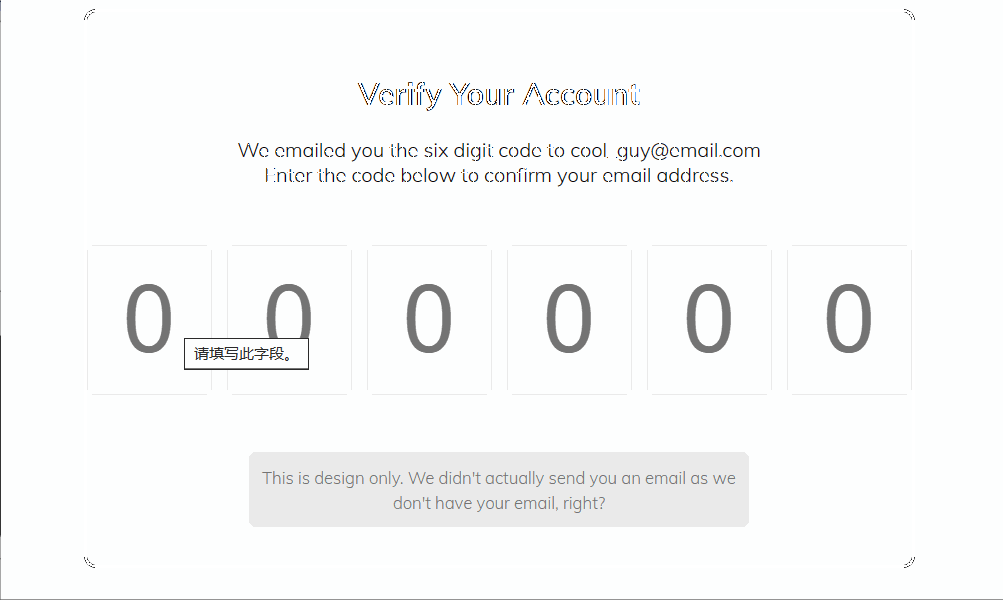 Verify Your Account
We emailed you the six digit code to cool_guy@email.com
Enter the code below to confirm your email address.
0 0 0 0 0 0
请填写此字段。
This is design only. We didn't actually send you an email as we
don't have your email, right?